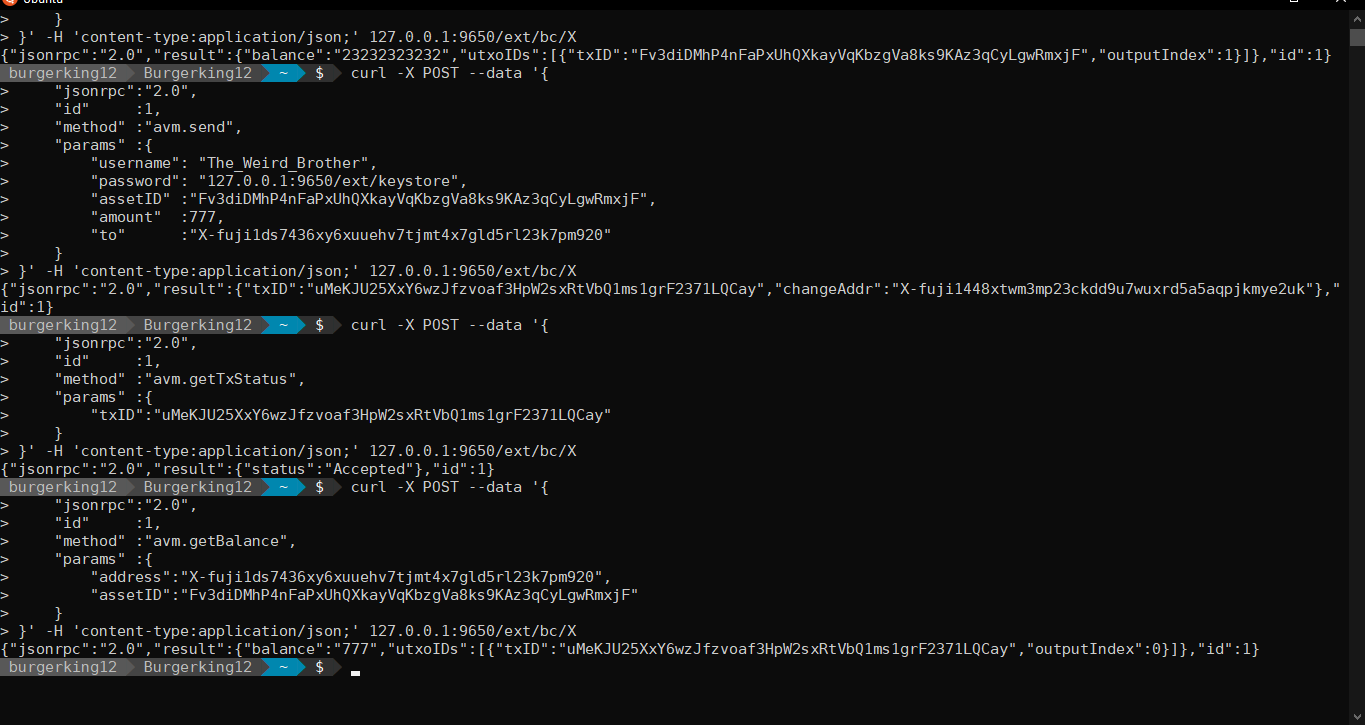 Ubuntu
>     }
> }' -H 'content-type:application/json;' 127.0.0.1:9650/ext/bc/X
{"jsonrpc":"2.0","result":{"balance":"23232323232","utxoIDs":[{"txID":"Fv3diDMhP4nFaPxUhQXkayVqKbzgVa8ks9KAz3qCyLgwRmxjF","outputIndex":1}]},"id":1}
burgerking12 Burgerking12 ~ $ curl -X POST --data '{
>     "jsonrpc":"2.0",
>     "id"     :1,
>     "method" :"avm.send",
>     "params" :{
>         "username": "The_Weird_Brother",
>         "password": "127.0.0.1:9650/ext/keystore",
>         "assetID" :"Fv3diDMhP4nFaPxUhQXkayVqKbzgVa8ks9KAz3qCyLgwRmxjF",
>         "amount"  :777,
>         "to"      :"X-fuji1ds7436xy6xuuehv7tjmt4x7gld5rl23k7pm920"
>     }
> }' -H 'content-type:application/json;' 127.0.0.1:9650/ext/bc/X
{"jsonrpc":"2.0","result":{"txID":"uMeKJU25XxY6wzJfzvoaf3HpW2sxRtVbQ1ms1grF2371LQCay","changeAddr":"X-fuji1448xtwm3mp23ckdd9u7wuxrd5a5aqpjkmye2uk"},"
id":1}
burgerking12 Burgerking12 ~ $ curl -X POST --data '{
>     "jsonrpc":"2.0",
>     "id"     :1,
>     "method" :"avm.getTxStatus",
>     "params" :{
>         "txID":"uMeKJU25XxY6wzJfzvoaf3HpW2sxRtVbQ1ms1grF2371LQCay"
>     }
> }' -H 'content-type:application/json;' 127.0.0.1:9650/ext/bc/X
{"jsonrpc":"2.0","result":{"status":"Accepted"},"id":1}
burgerking12 Burgerking12 ~ $ curl -X POST --data '{
>     "jsonrpc":"2.0",
>     "id"     :1,
>     "method" :"avm.getBalance",
>     "params" :{
>         "address":"X-fuji1ds7436xy6xuuehv7tjmt4x7gld5rl23k7pm920",
>         "assetID":"Fv3diDMhP4nFaPxUhQXkayVqKbzgVa8ks9KAz3qCyLgwRmxjF"
>     }
> }' -H 'content-type:application/json;' 127.0.0.1:9650/ext/bc/X
{"jsonrpc":"2.0","result":{"balance":"777","utxoIDs":[{"txID":"uMeKJU25XxY6wzJfzvoaf3HpW2sxRtVbQ1ms1grF2371LQCay","outputIndex":0}]},"id":1}
burgerking12 Burgerking12 ~ $